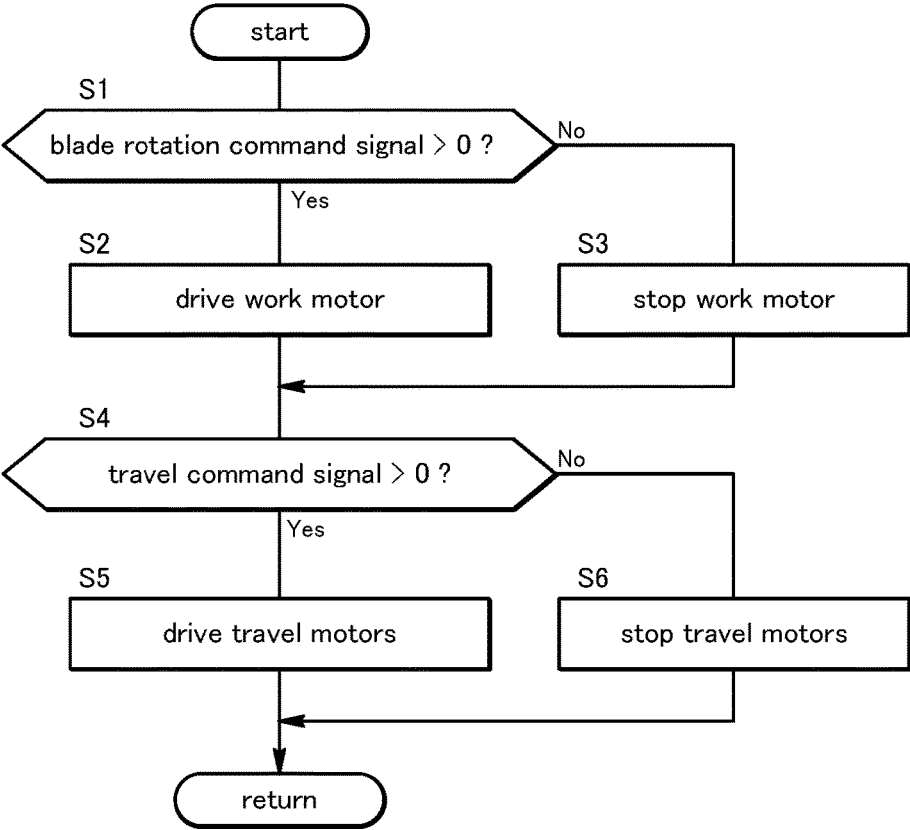 start
S1
blade rotation command signal > 0 ?
No
Yes
S2
drive work motor
S3
stop work motor
S4
travel command signal > 0 ?
No
Yes
S5
drive travel motors
S6
stop travel motors
return